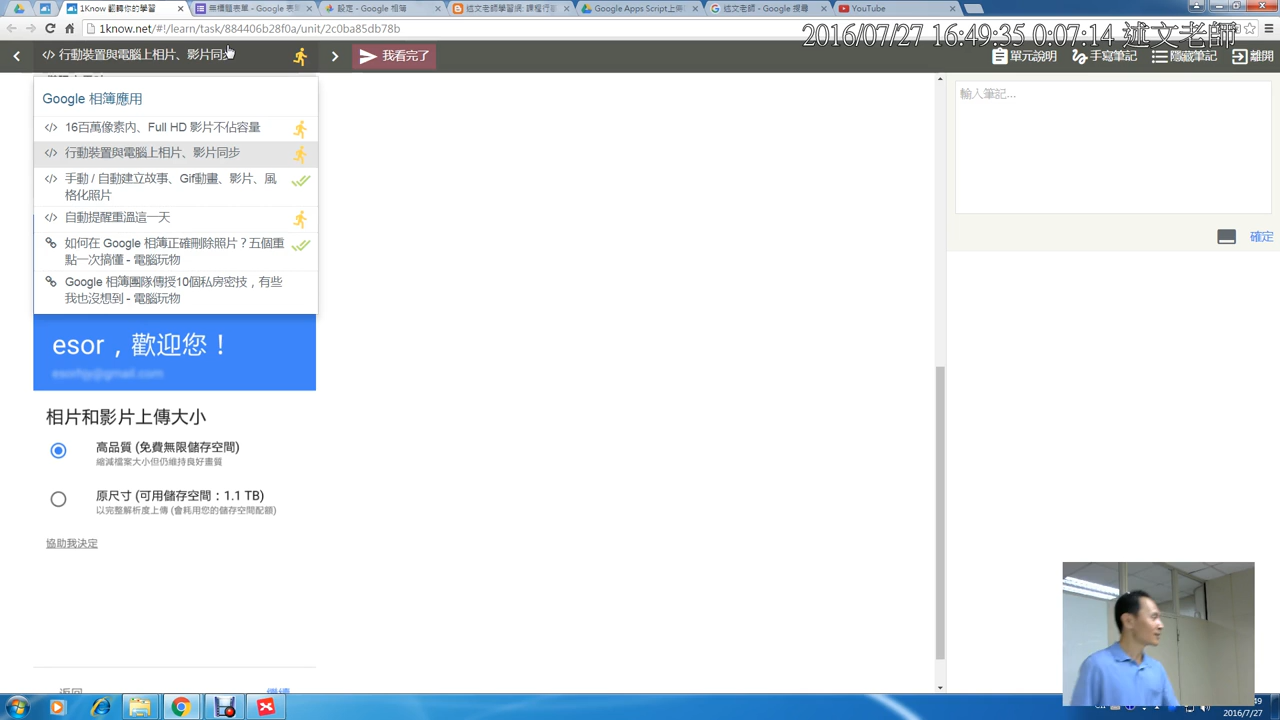 1Know 翻轉你的學習
設定 - Google 相簿
述文老師學習網: 課程行
Google Apps Script上
述文老師 - Google 搜尋
YouTube
1know.net/#!/learn/task/884406b28f0a/unit/2c0ba85db78b
2016/07/27 16:49:35 0:07:14 述文老師
行動裝置與電腦上相片、影片同步
我看完了
單元說明
手寫筆記
隱藏筆記
離開
Google 相簿應用
16百萬像素內、Full HD 影片不佔容量
行動裝置與電腦上相片、影片同步
手動 / 自動建立故事、Gif動畫、影片、風
格化照片
自動提醒重溫這一天
如何在 Google 相簿正確刪除照片？五個重
點一次搞懂 - 電腦玩物
Google 相簿團隊傳授10個私房密技，有些
我也沒想到 - 電腦玩物
輸入筆記...
確定
esor，歡迎您！
相片和影片上傳大小
高品質 (免費無限儲存空間)
縮減檔案大小但仍維持良好畫質
原尺寸 (可用儲存空間：1.1 TB)
以完整解析度上傳 (會耗用您的儲存空間配額)
協助我決定
返回
繼續
2016/7/27